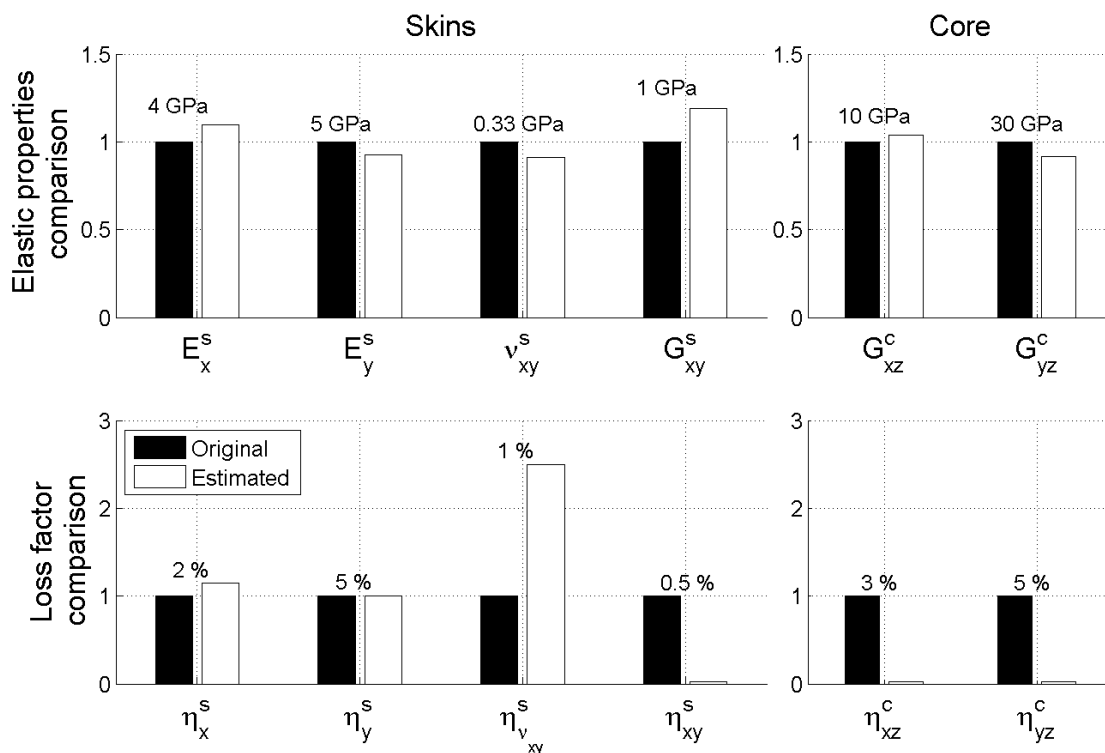 Skins
Core
Elastic properties
comparison
1.5
1
0.5
0
4 GPa
5 GPa
0.33 GPa
1 GPa
E_x^s
E_y^s
ν_xy^s
G_xy^s
1.5
1
0.5
0
10 GPa
30 GPa
G_xz^c
G_yz^c
Loss factor
comparison
3
2
1
0
Original
Estimated
2 %
5 %
1 %
0.5 %
η_x^s
η_y^s
η_ν_xy^s
η_xy^s
3
2
1
0
3 %
5 %
η_xz^c
η_yz^c